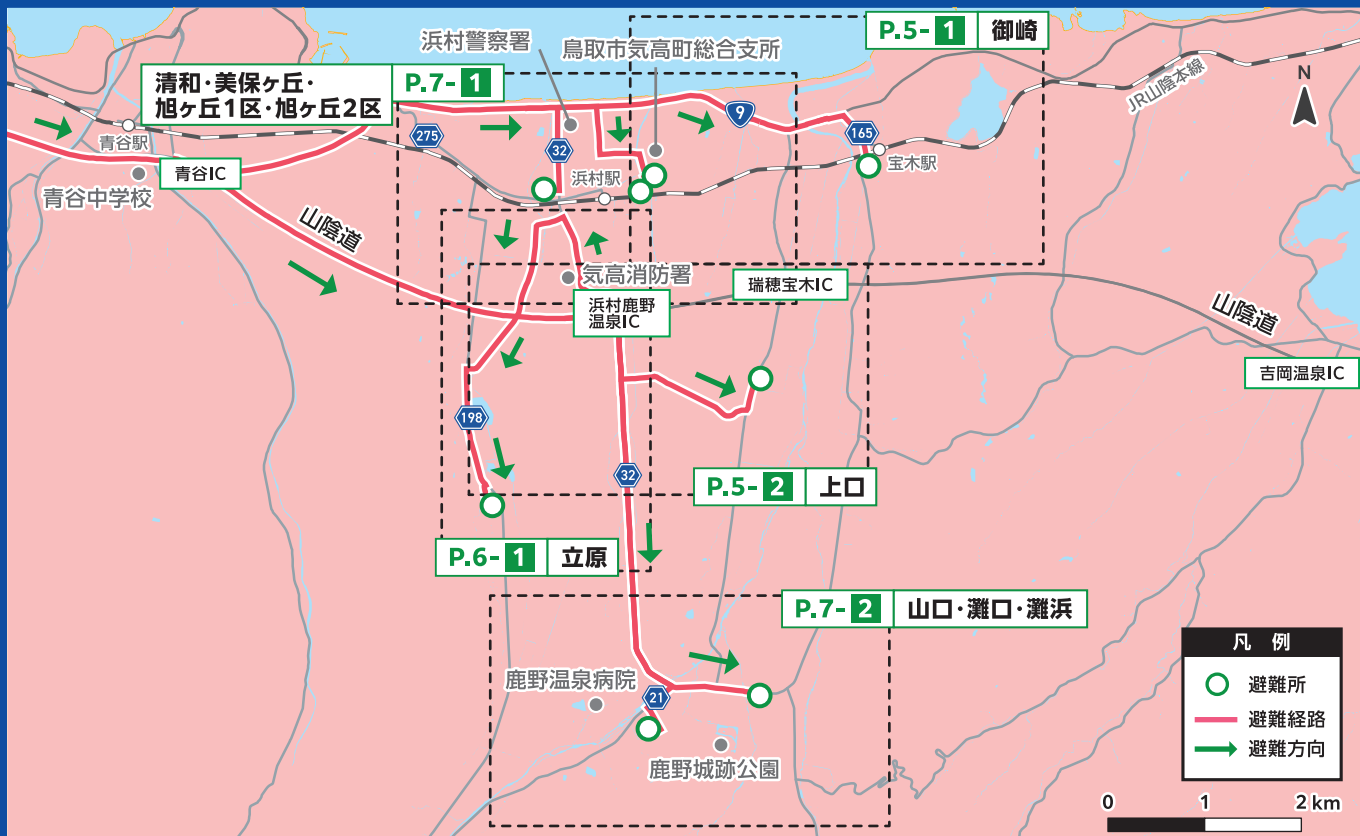 P.5-1 御崎
浜村警察署
鳥取市気高町総合支所
清和・美保ヶ丘・
旭ヶ丘1区・旭ヶ丘2区
P.7-1
JR山陰本線
N
9
275
165
32
青谷駅
宝木駅
青谷IC
浜村駅
青谷中学校
山陰道
気高消防署
瑞穂宝木IC
浜村鹿野
温泉IC
山陰道
吉岡温泉IC
198
32
P.5-2 上口
P.6-1 立原
P.7-2 山口・灘口・灘浜
凡 例
避難所
避難経路
避難方向
鹿野温泉病院
21
鹿野城跡公園
0 1 2 km